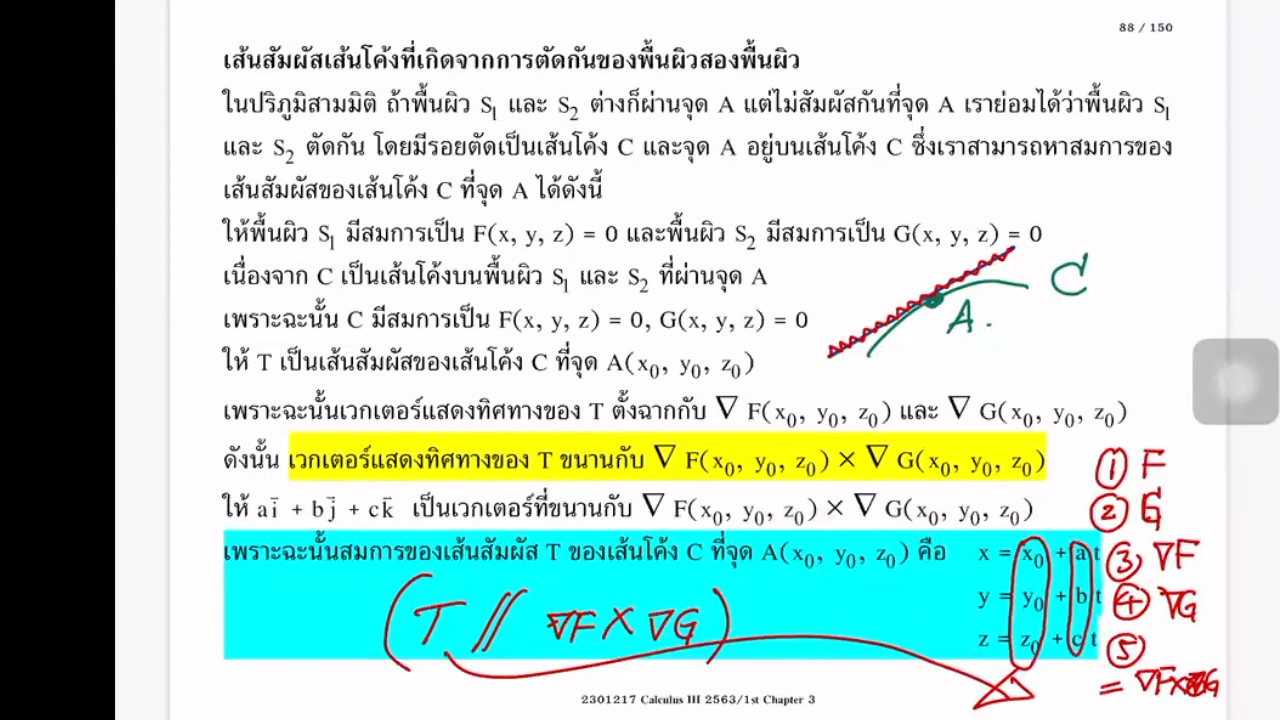 88 / 150
เส้นสัมผัสเส้นโค้งที่เกิดจากการตัดกันของพื้นผิวสองพื้นผิว
ในปริภูมิสามมิติ ถ้าพื้นผิว S₁ และ S₂ ต่างก็ผ่านจุด A แต่ไม่สัมผัสกันที่จุด A เราย่อมได้ว่าพื้นผิว S₁
และ S₂ ตัดกัน โดยมีรอยตัดเป็นเส้นโค้ง C และจุด A อยู่บนเส้นโค้ง C ซึ่งเราสามารถหาสมการของ
เส้นสัมผัสของเส้นโค้ง C ที่จุด A ได้ดังนี้
ให้พื้นผิว S₁ มีสมการเป็น F(x, y, z) = 0 และพื้นผิว S₂ มีสมการเป็น G(x, y, z) = 0
เนื่องจาก C เป็นเส้นโค้งบนพื้นผิว S₁ และ S₂ ที่ผ่านจุด A
C
เพราะฉะนั้น C มีสมการเป็น F(x, y, z) = 0, G(x, y, z) = 0
A.
ให้ T เป็นเส้นสัมผัสของเส้นโค้ง C ที่จุด A(x₀, y₀, z₀)
เพราะฉะนั้นเวกเตอร์แสดงทิศทางของ T ตั้งฉากกับ ∇ F(x₀, y₀, z₀) และ ∇ G(x₀, y₀, z₀)
ดังนั้น เวกเตอร์แสดงทิศทางของ T ขนานกับ ∇ F(x₀, y₀, z₀) × ∇ G(x₀, y₀, z₀)
① F
ให้ ai̅ + bj̅ + ck̅ เป็นเวกเตอร์ที่ขนานกับ ∇ F(x₀, y₀, z₀) × ∇ G(x₀, y₀, z₀)
② G
เพราะฉะนั้นสมการของเส้นสัมผัส T ของเส้นโค้ง C ที่จุด A(x₀, y₀, z₀) คือ x = x₀ + at
③ ∇F
y = y₀ + bt
④ ∇G
(T // ∇F × ∇G)
z = z₀ + ct
⑤
= ∇F×∇G
2301217 Calculus III 2563/1st Chapter 3